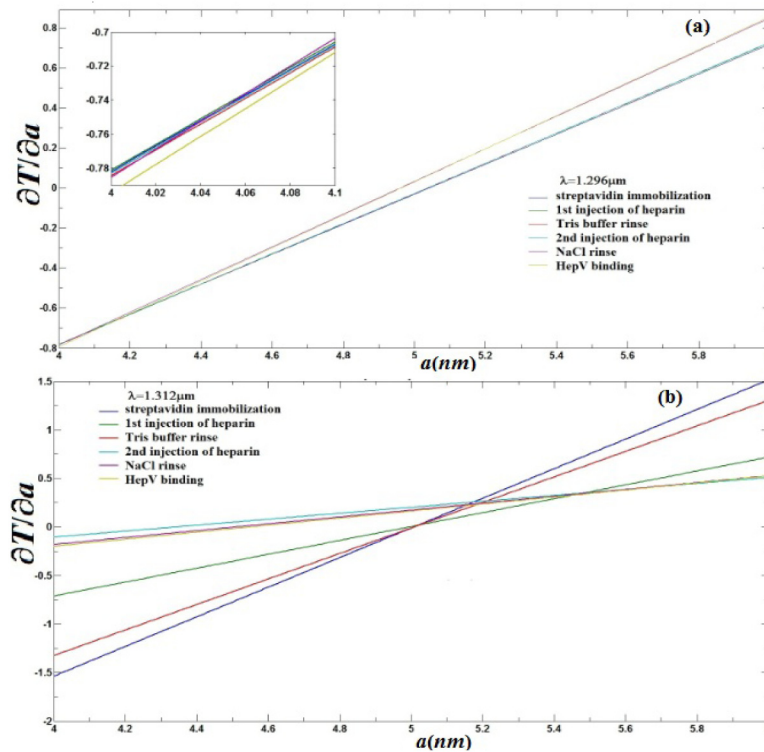 (a)
∂T/∂a
0.8
0.6
0.4
0.2
0
-0.2
-0.4
-0.6
-0.8
-0.7
-0.72
-0.74
-0.76
-0.78
4 4.02 4.04 4.06 4.08 4.1
λ=1.296μm
streptavidin immobilization
1st injection of heparin
Tris buffer rinse
2nd injection of heparin
NaCl rinse
HepV binding
4 4.2 4.4 4.6 4.8 5 5.2 5.4 5.6 5.8
a(nm)
(b)
∂T/∂a
1.5
1
0.5
0
-0.5
-1
-1.5
-2
λ=1.312μm
streptavidin immobilization
1st injection of heparin
Tris buffer rinse
2nd injection of heparin
NaCl rinse
HepV binding
4 4.2 4.4 4.6 4.8 5 5.2 5.4 5.6 5.8
a(nm)